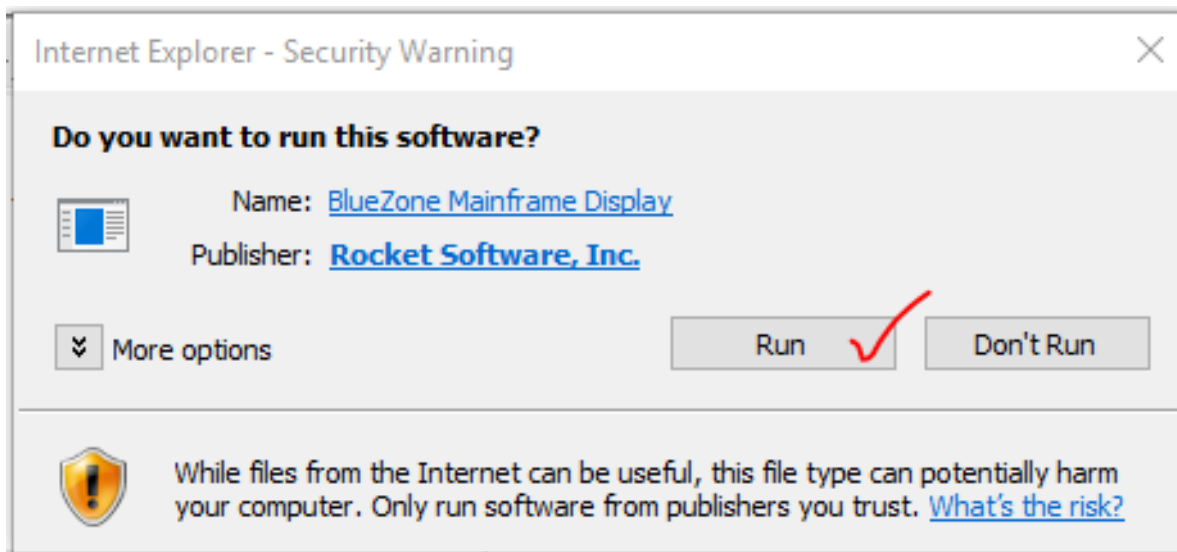 Internet Explorer - Security Warning
Do you want to run this software?
Name: BlueZone Mainframe Display
Publisher: Rocket Software, Inc.
More options
Run
Don't Run
While files from the Internet can be useful, this file type can potentially harm
your computer. Only run software from publishers you trust. What's the risk?